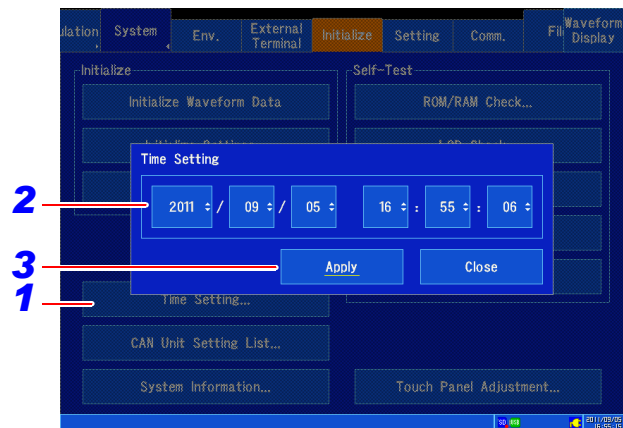 ulation System Env. External Terminal Initialize Setting Comm. Fil Waveform Display
Initialize
Self-Test
Initialize Waveform Data
ROM/RAM Check...
Time Setting
2
2011 / 09 / 05 16 : 55 : 06
3
Apply Close
1
Time Setting...
CAN Unit Setting List...
System Information...
Touch Panel Adjustment...
SD USB
2011/09/05
16:55:15